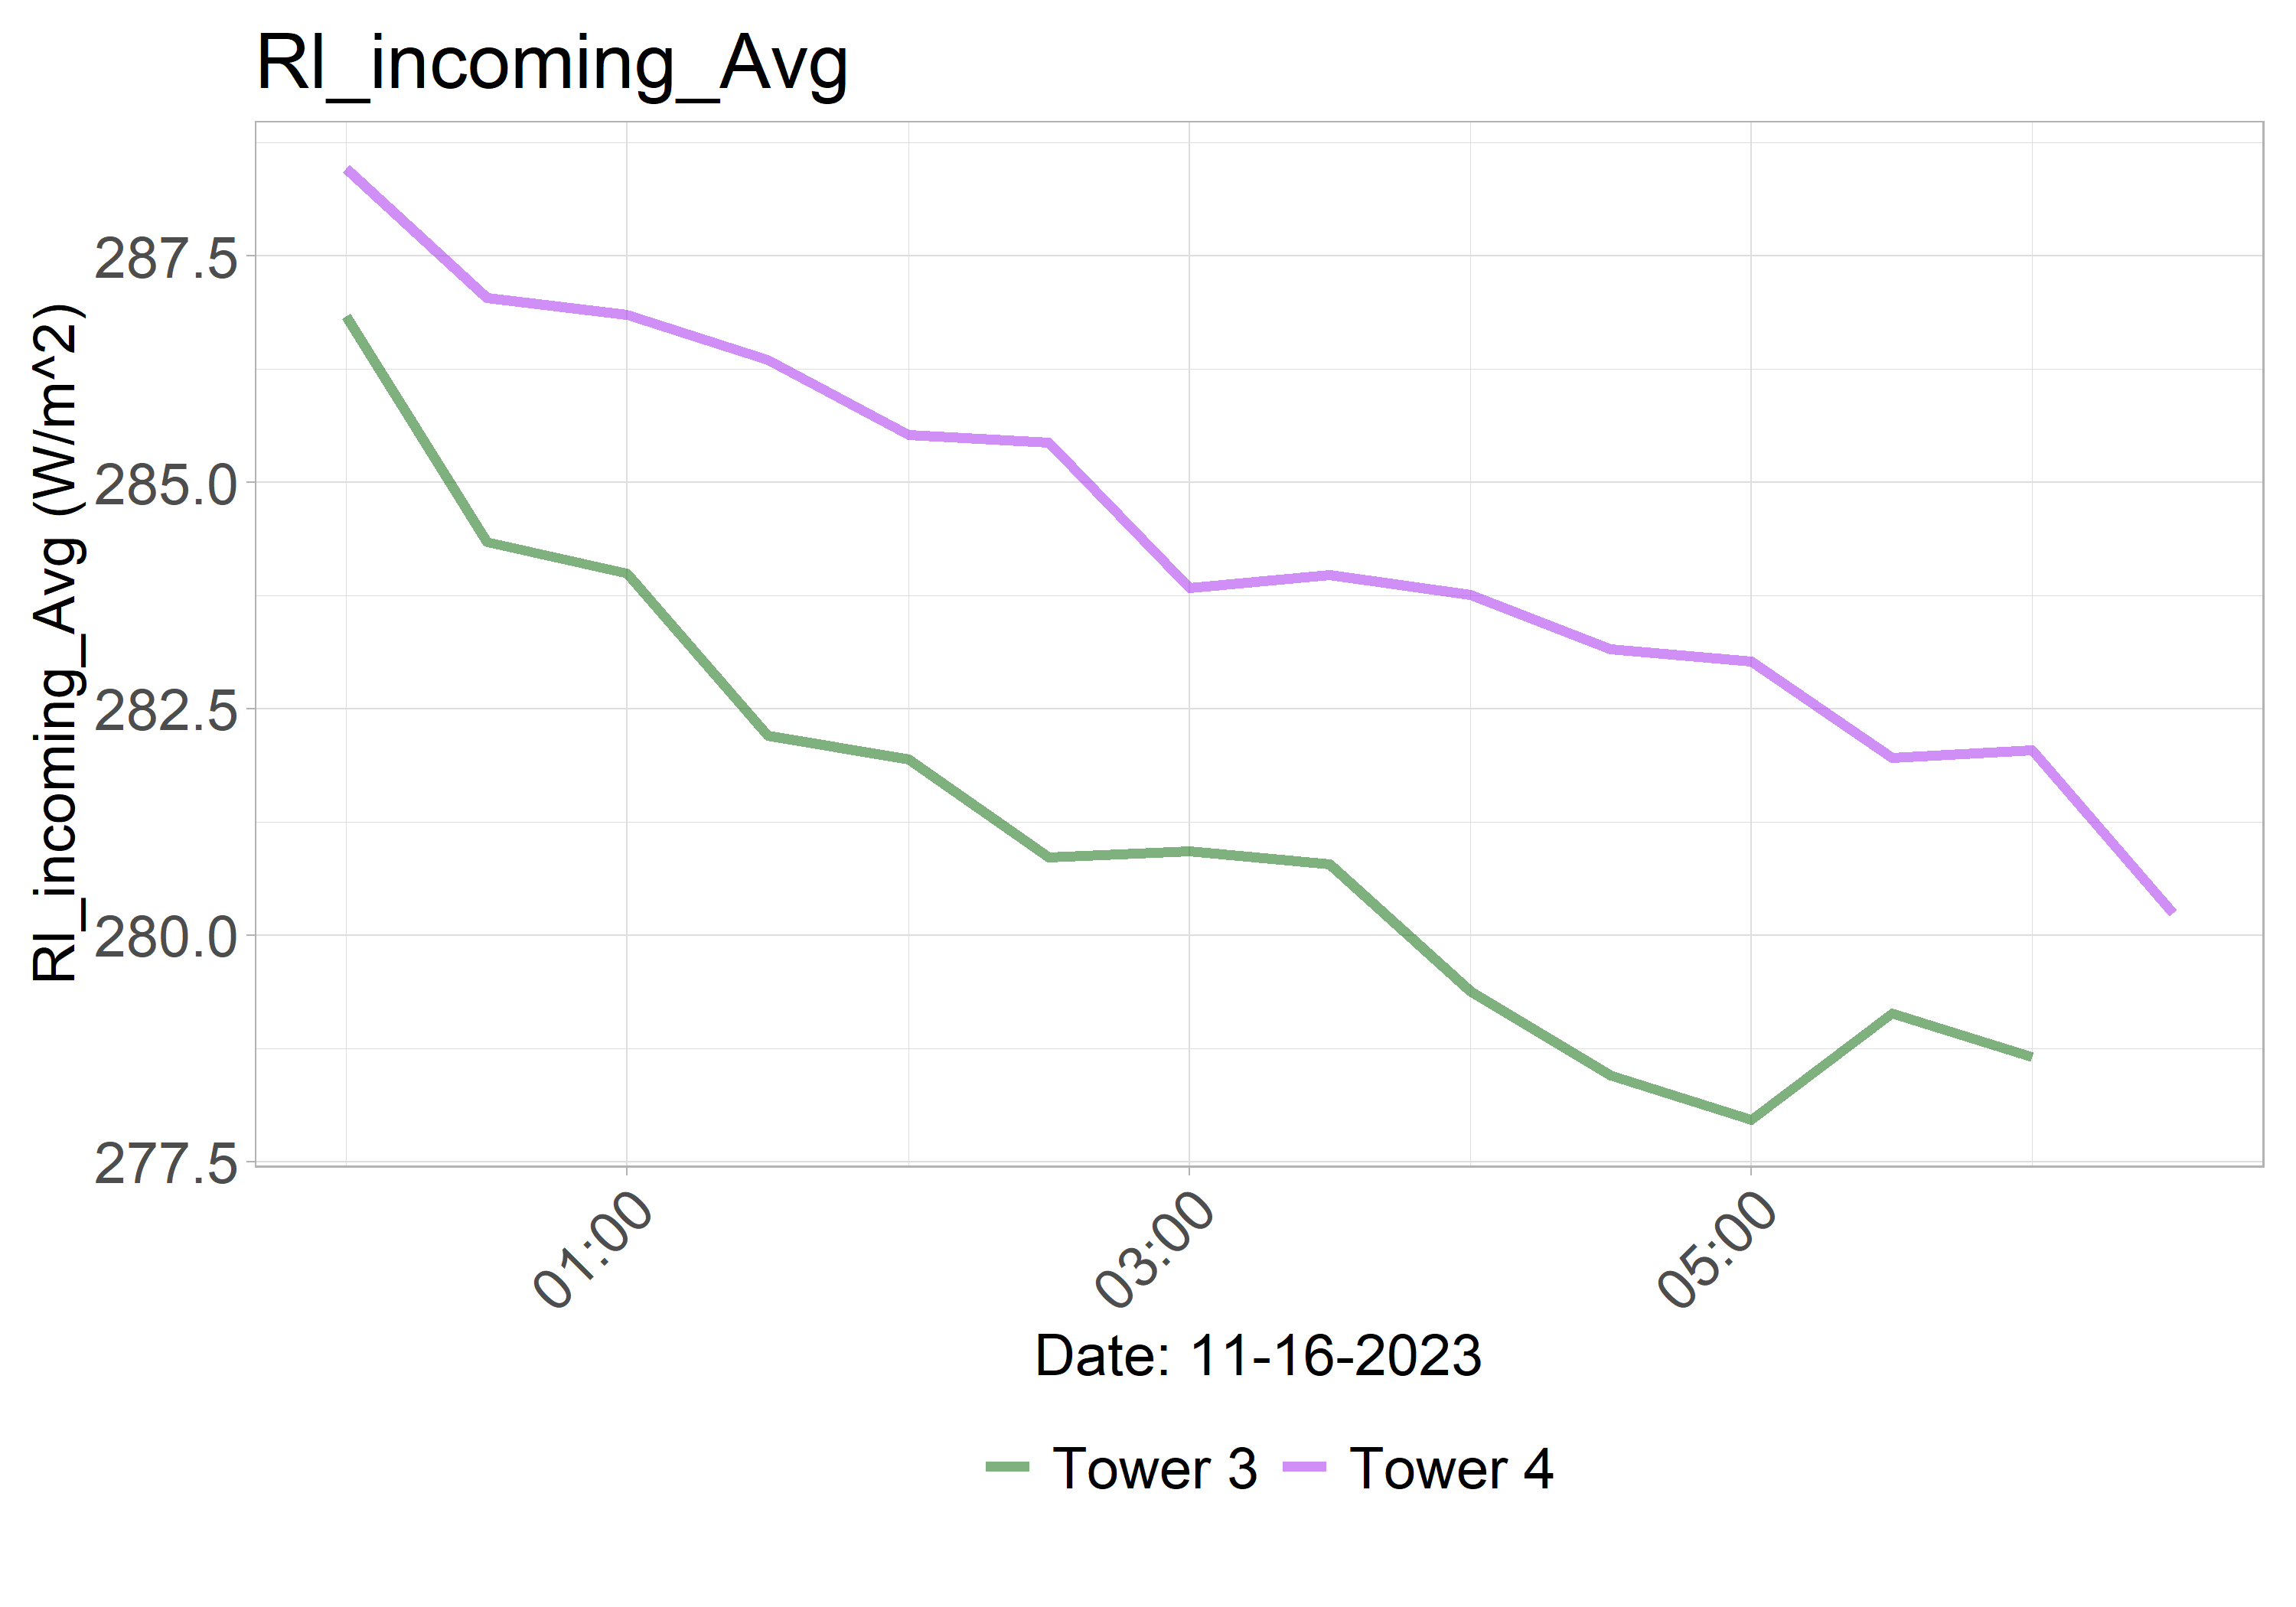 Rl_incoming_Avg
Rl_incoming_Avg (W/m^2)
287.5
285.0
282.5
280.0
277.5
01:00
03:00
05:00
Date: 11-16-2023
Tower 3
Tower 4